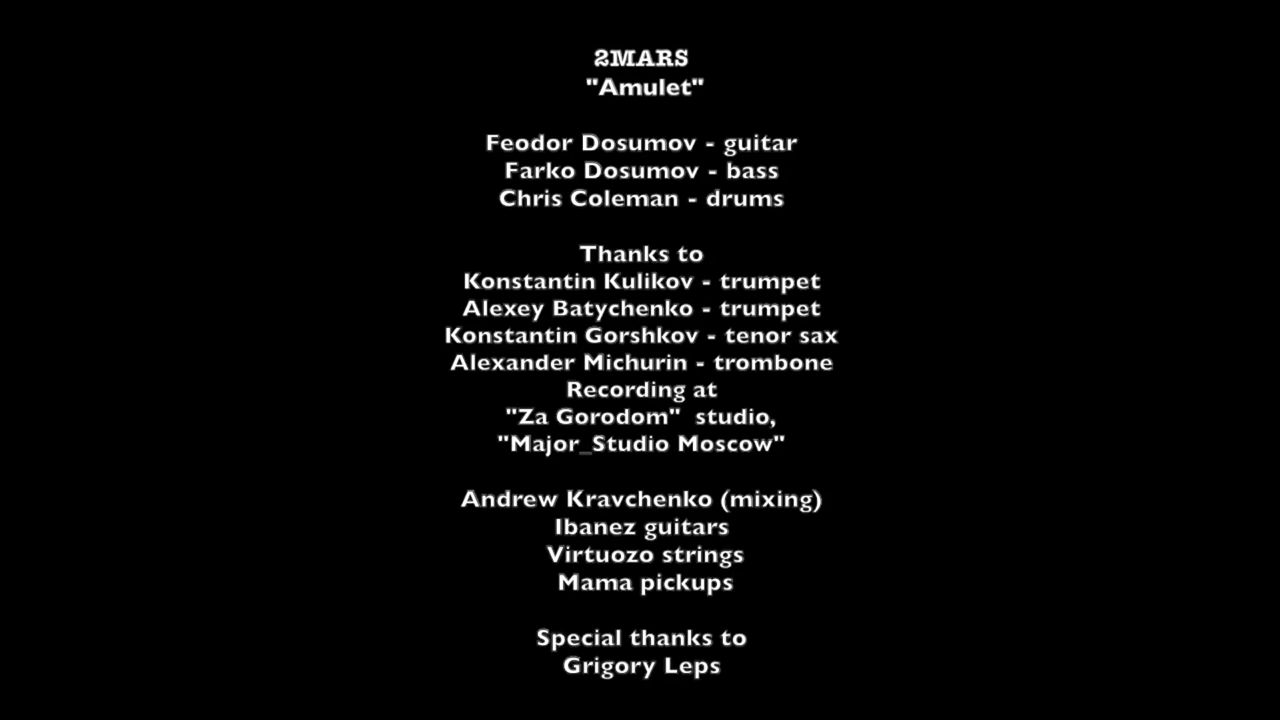 2MARS
"Amulet"
Feodor Dosumov - guitar
Farko Dosumov - bass
Chris Coleman - drums
Thanks to
Konstantin Kulikov - trumpet
Alexey Batychenko - trumpet
Konstantin Gorshkov - tenor sax
Alexander Michurin - trombone
Recording at
"Za Gorodom" studio,
"Major_Studio Moscow"
Andrew Kravchenko (mixing)
Ibanez guitars
Virtuozo strings
Mama pickups
Special thanks to
Grigory Leps